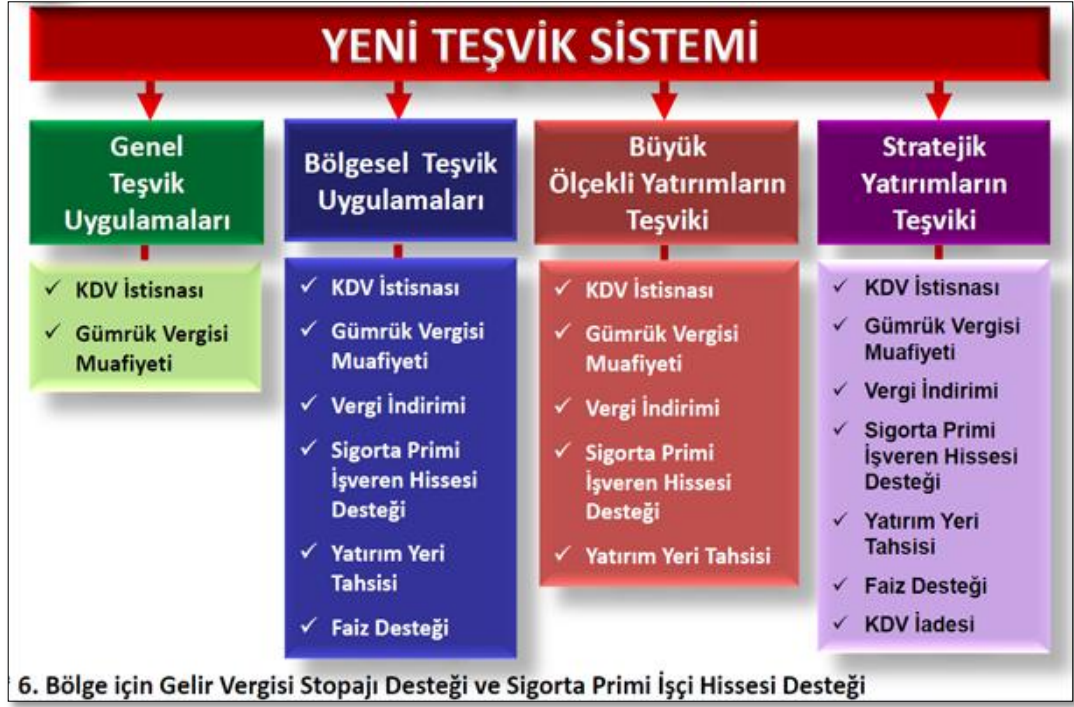 YENİ TEŞVİK SİSTEMİ
Genel
Teşvik
Uygulamaları
✓ KDV İstisnası
✓ Gümrük Vergisi
Muafiyeti
Bölgesel Teşvik
Uygulamaları
✓ KDV İstisnası
✓ Gümrük Vergisi
Muafiyeti
✓ Vergi İndirimi
✓ Sigorta Primi
İşveren Hissesi
Desteği
✓ Yatırım Yeri
Tahsisi
✓ Faiz Desteği
Büyük
Ölçekli Yatırımların
Teşviki
✓ KDV İstisnası
✓ Gümrük Vergisi
Muafiyeti
✓ Vergi İndirimi
✓ Sigorta Primi
İşveren Hissesi
Desteği
✓ Yatırım Yeri Tahsisi
Stratejik
Yatırımların
Teşviki
✓ KDV İstisnası
✓ Gümrük Vergisi
Muafiyeti
✓ Vergi İndirimi
✓ Sigorta Primi
İşveren Hissesi
Desteği
✓ Yatırım Yeri
Tahsisi
✓ Faiz Desteği
✓ KDV İadesi
* 6. Bölge için Gelir Vergisi Stopajı Desteği ve Sigorta Primi İşçi Hissesi Desteği